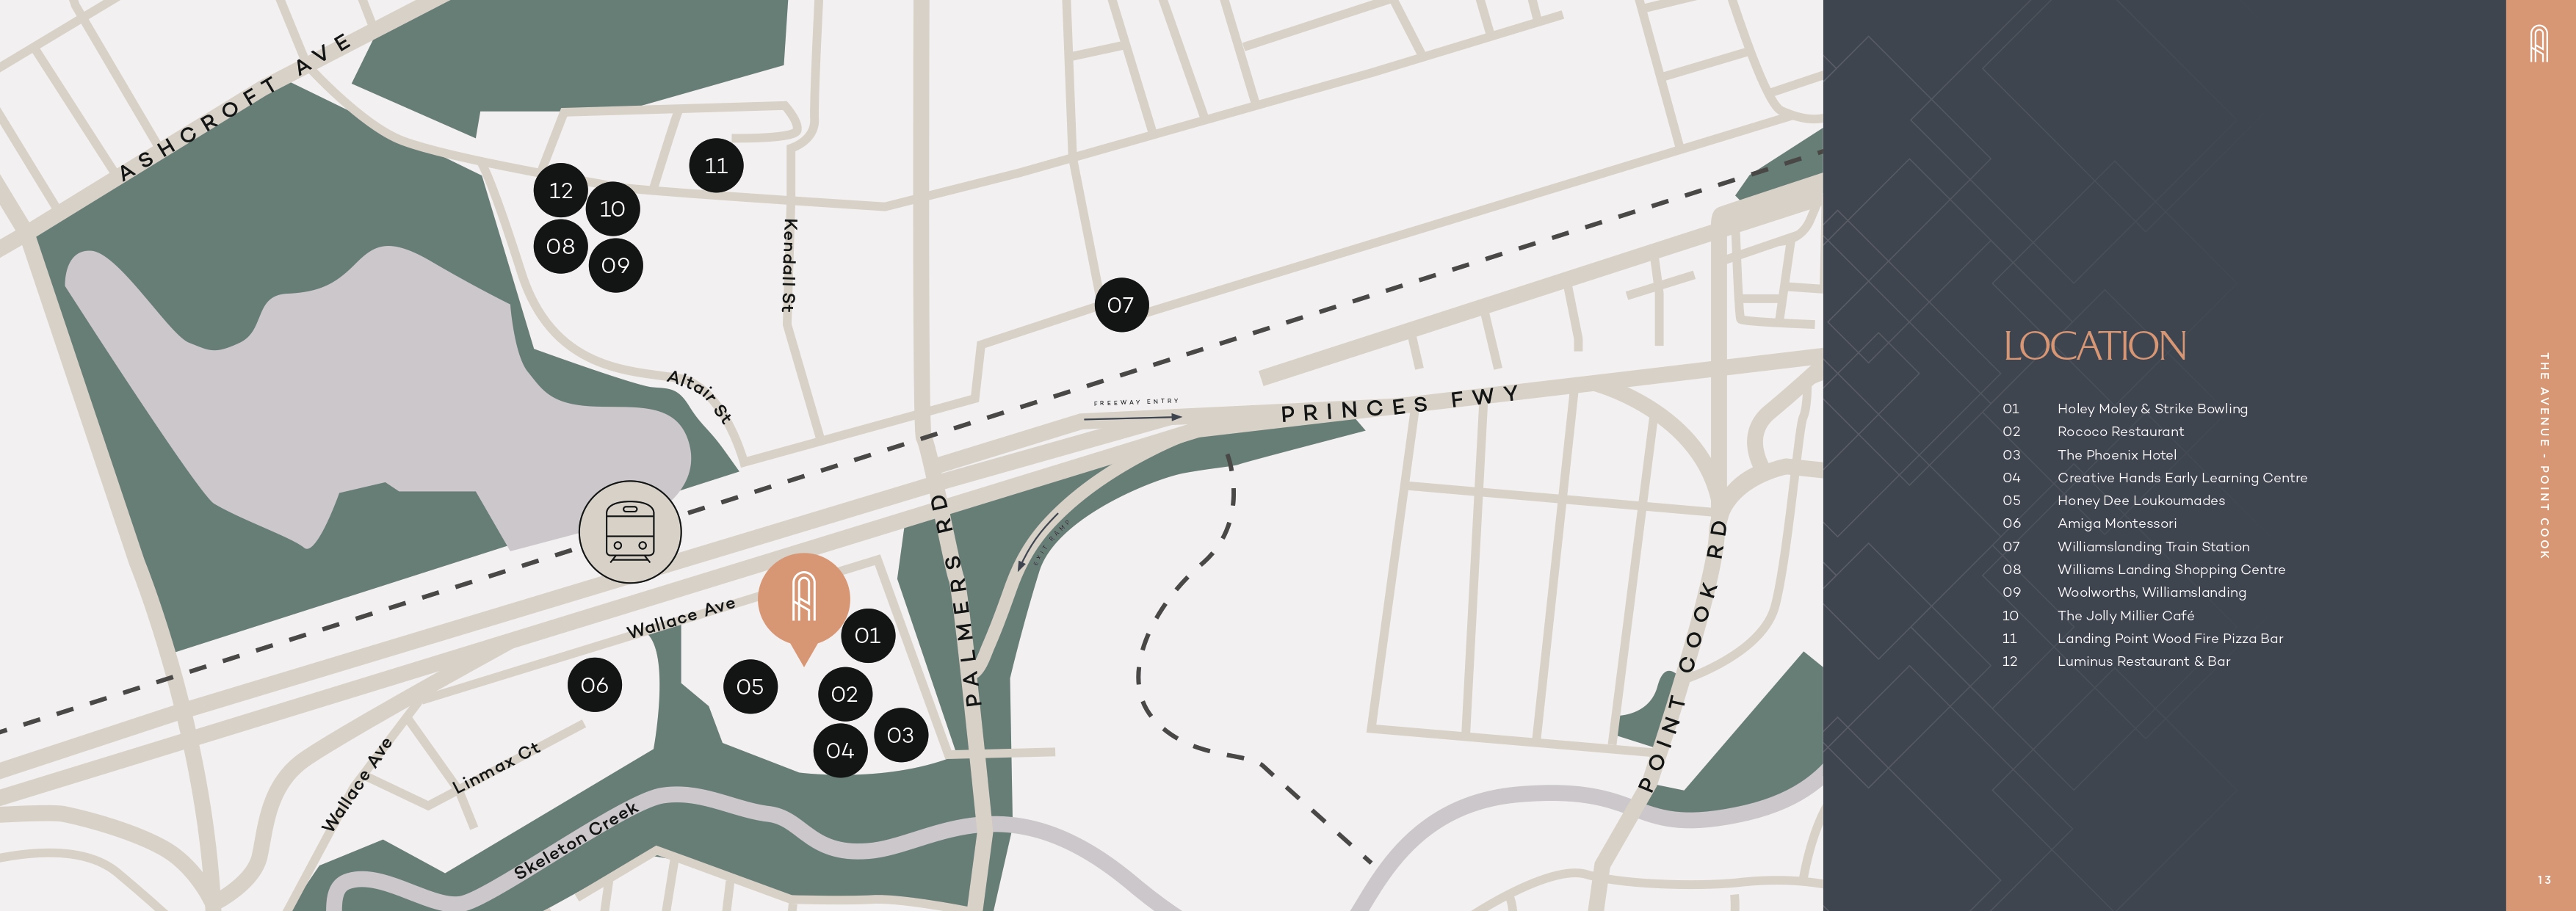 ASHCROFT AVE
11
12
10
08
09
Kendall St
07
Altair St
FREEWAY ENTRY
PRINCES FWY
PALMERS RD
EXIT RAMP
POINT COOK RD
Wallace Ave
01
06
05
02
03
04
Wallace Ave
Linmax Ct
Skeleton Creek
LOCATION
01 Holey Moley & Strike Bowling
02 Rococo Restaurant
03 The Phoenix Hotel
04 Creative Hands Early Learning Centre
05 Honey Dee Loukoumades
06 Amiga Montessori
07 Williamslanding Train Station
08 Williams Landing Shopping Centre
09 Woolworths, Williamslanding
10 The Jolly Millier Café
11 Landing Point Wood Fire Pizza Bar
12 Luminus Restaurant & Bar
THE AVENUE - POINT COOK
13